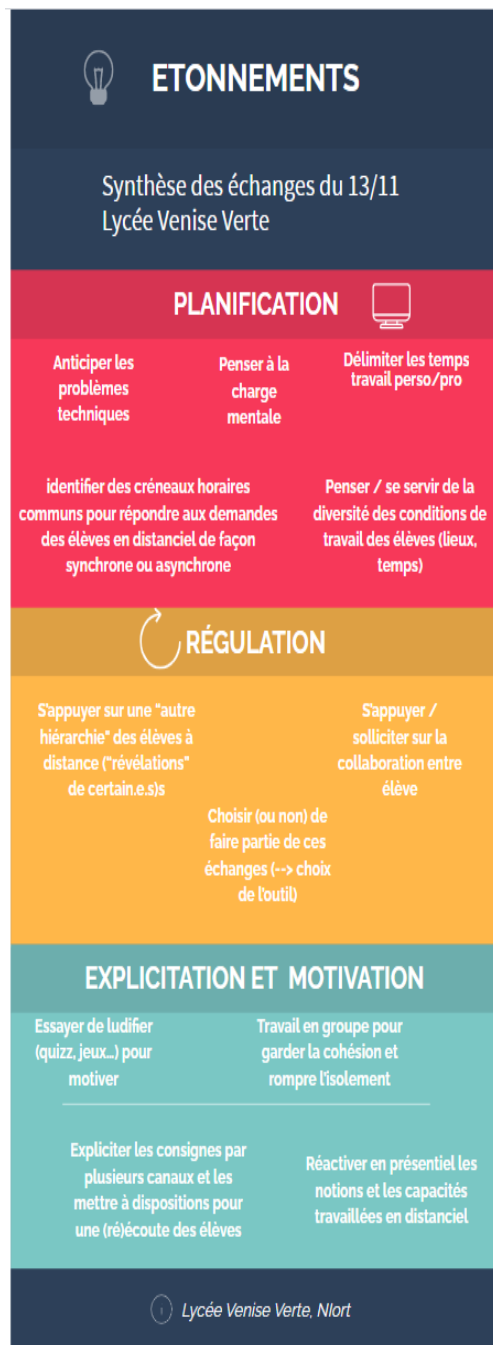 ETONNEMENTS
Synthèse des échanges du 13/11
Lycée Venise Verte
PLANIFICATION
Anticiper les
problèmes
techniques
Penser à la
charge
mentale
Délimiter les temps
travail perso/pro
identifier des créneaux horaires
communs pour répondre aux demandes
des élèves en distanciel de façon
synchrone ou asynchrone
Penser / se servir de la
diversité des conditions de
travail des élèves (lieux,
temps)
RÉGULATION
S'appuyer sur une "autre
hiérarchie" des élèves à
distance ("révélations"
de certain.e.s)s
S'appuyer /
solliciter sur la
collaboration entre
élève
Choisir (ou non) de
faire partie de ces
échanges (--> choix
de l'outil)
EXPLICITATION ET MOTIVATION
Essayer de ludifier
(quizz, jeux...) pour
motiver
Travail en groupe pour
garder la cohésion et
rompre l'isolement
Expliciter les consignes par
plusieurs canaux et les
mettre à dispositions pour
une (ré)écoute des élèves
Réactiver en présentiel les
notions et les capacités
travaillées en distanciel
Lycée Venise Verte, NIort